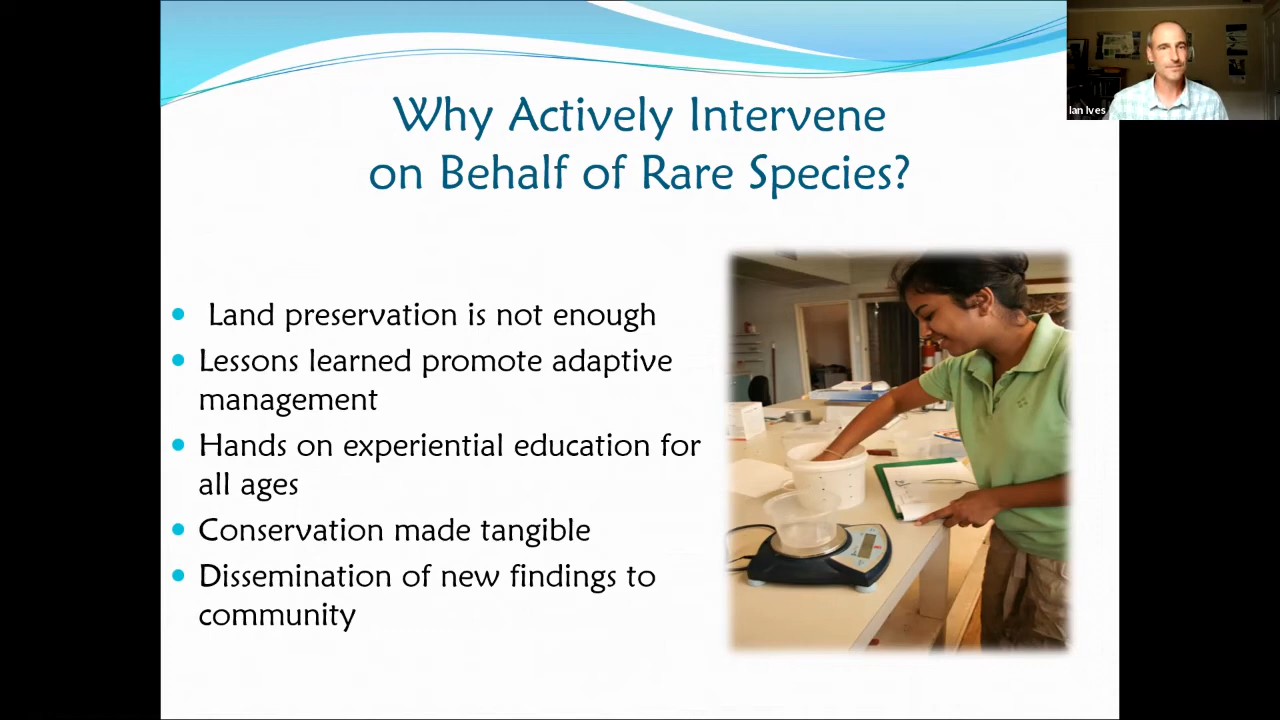 Why Actively Intervene
on Behalf of Rare Species?
Ian Ives
• Land preservation is not enough
• Lessons learned promote adaptive
management
• Hands on experiential education for
all ages
• Conservation made tangible
• Dissemination of new findings to
community